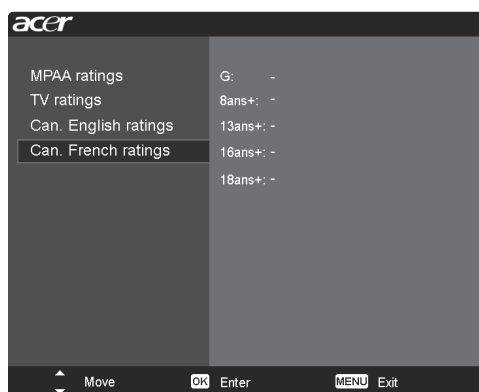 acer
MPAA ratings
TV ratings
Can. English ratings
Can. French ratings
G: -
8ans+: -
13ans+: -
16ans+: -
18ans+: -
Move OK Enter MENU Exit